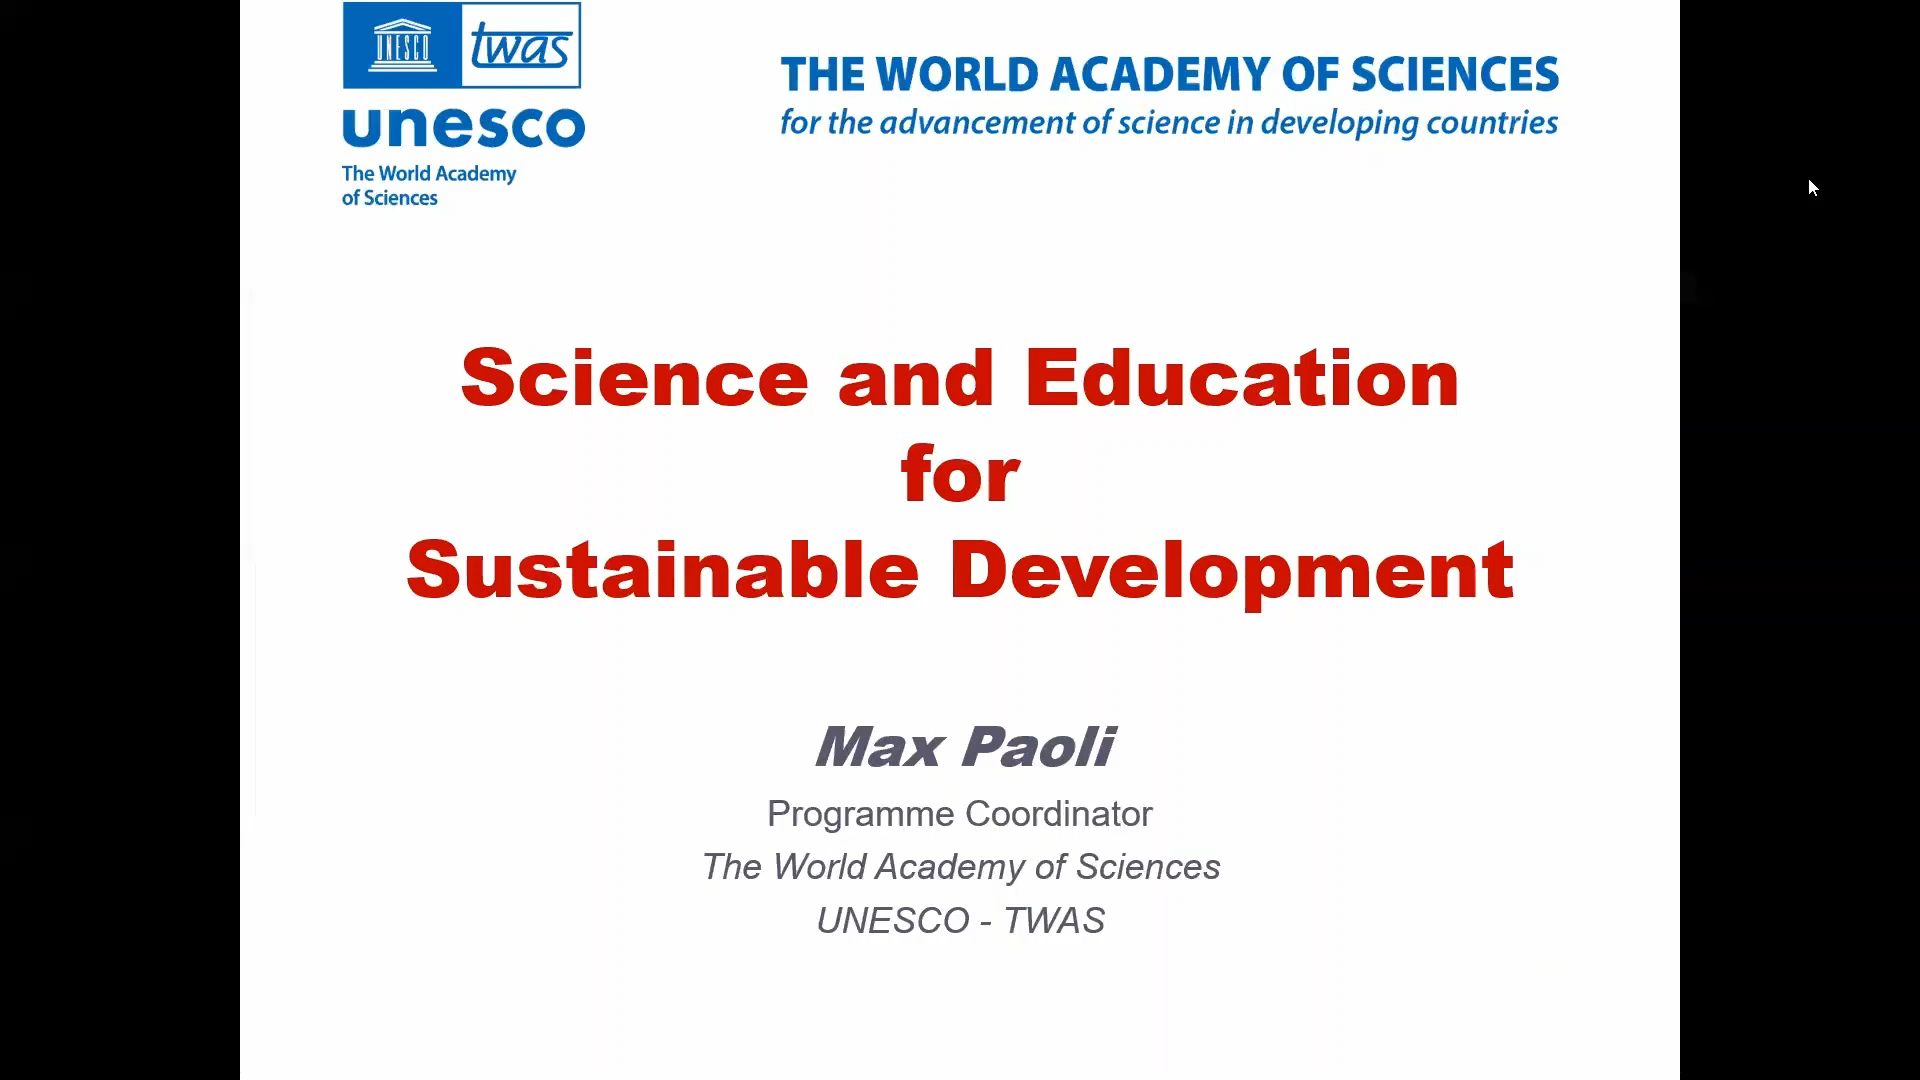 UNESCO
twas
unesco
The World Academy
of Sciences
THE WORLD ACADEMY OF SCIENCES
for the advancement of science in developing countries
Science and Education
for
Sustainable Development
Max Paoli
Programme Coordinator
The World Academy of Sciences
UNESCO - TWAS